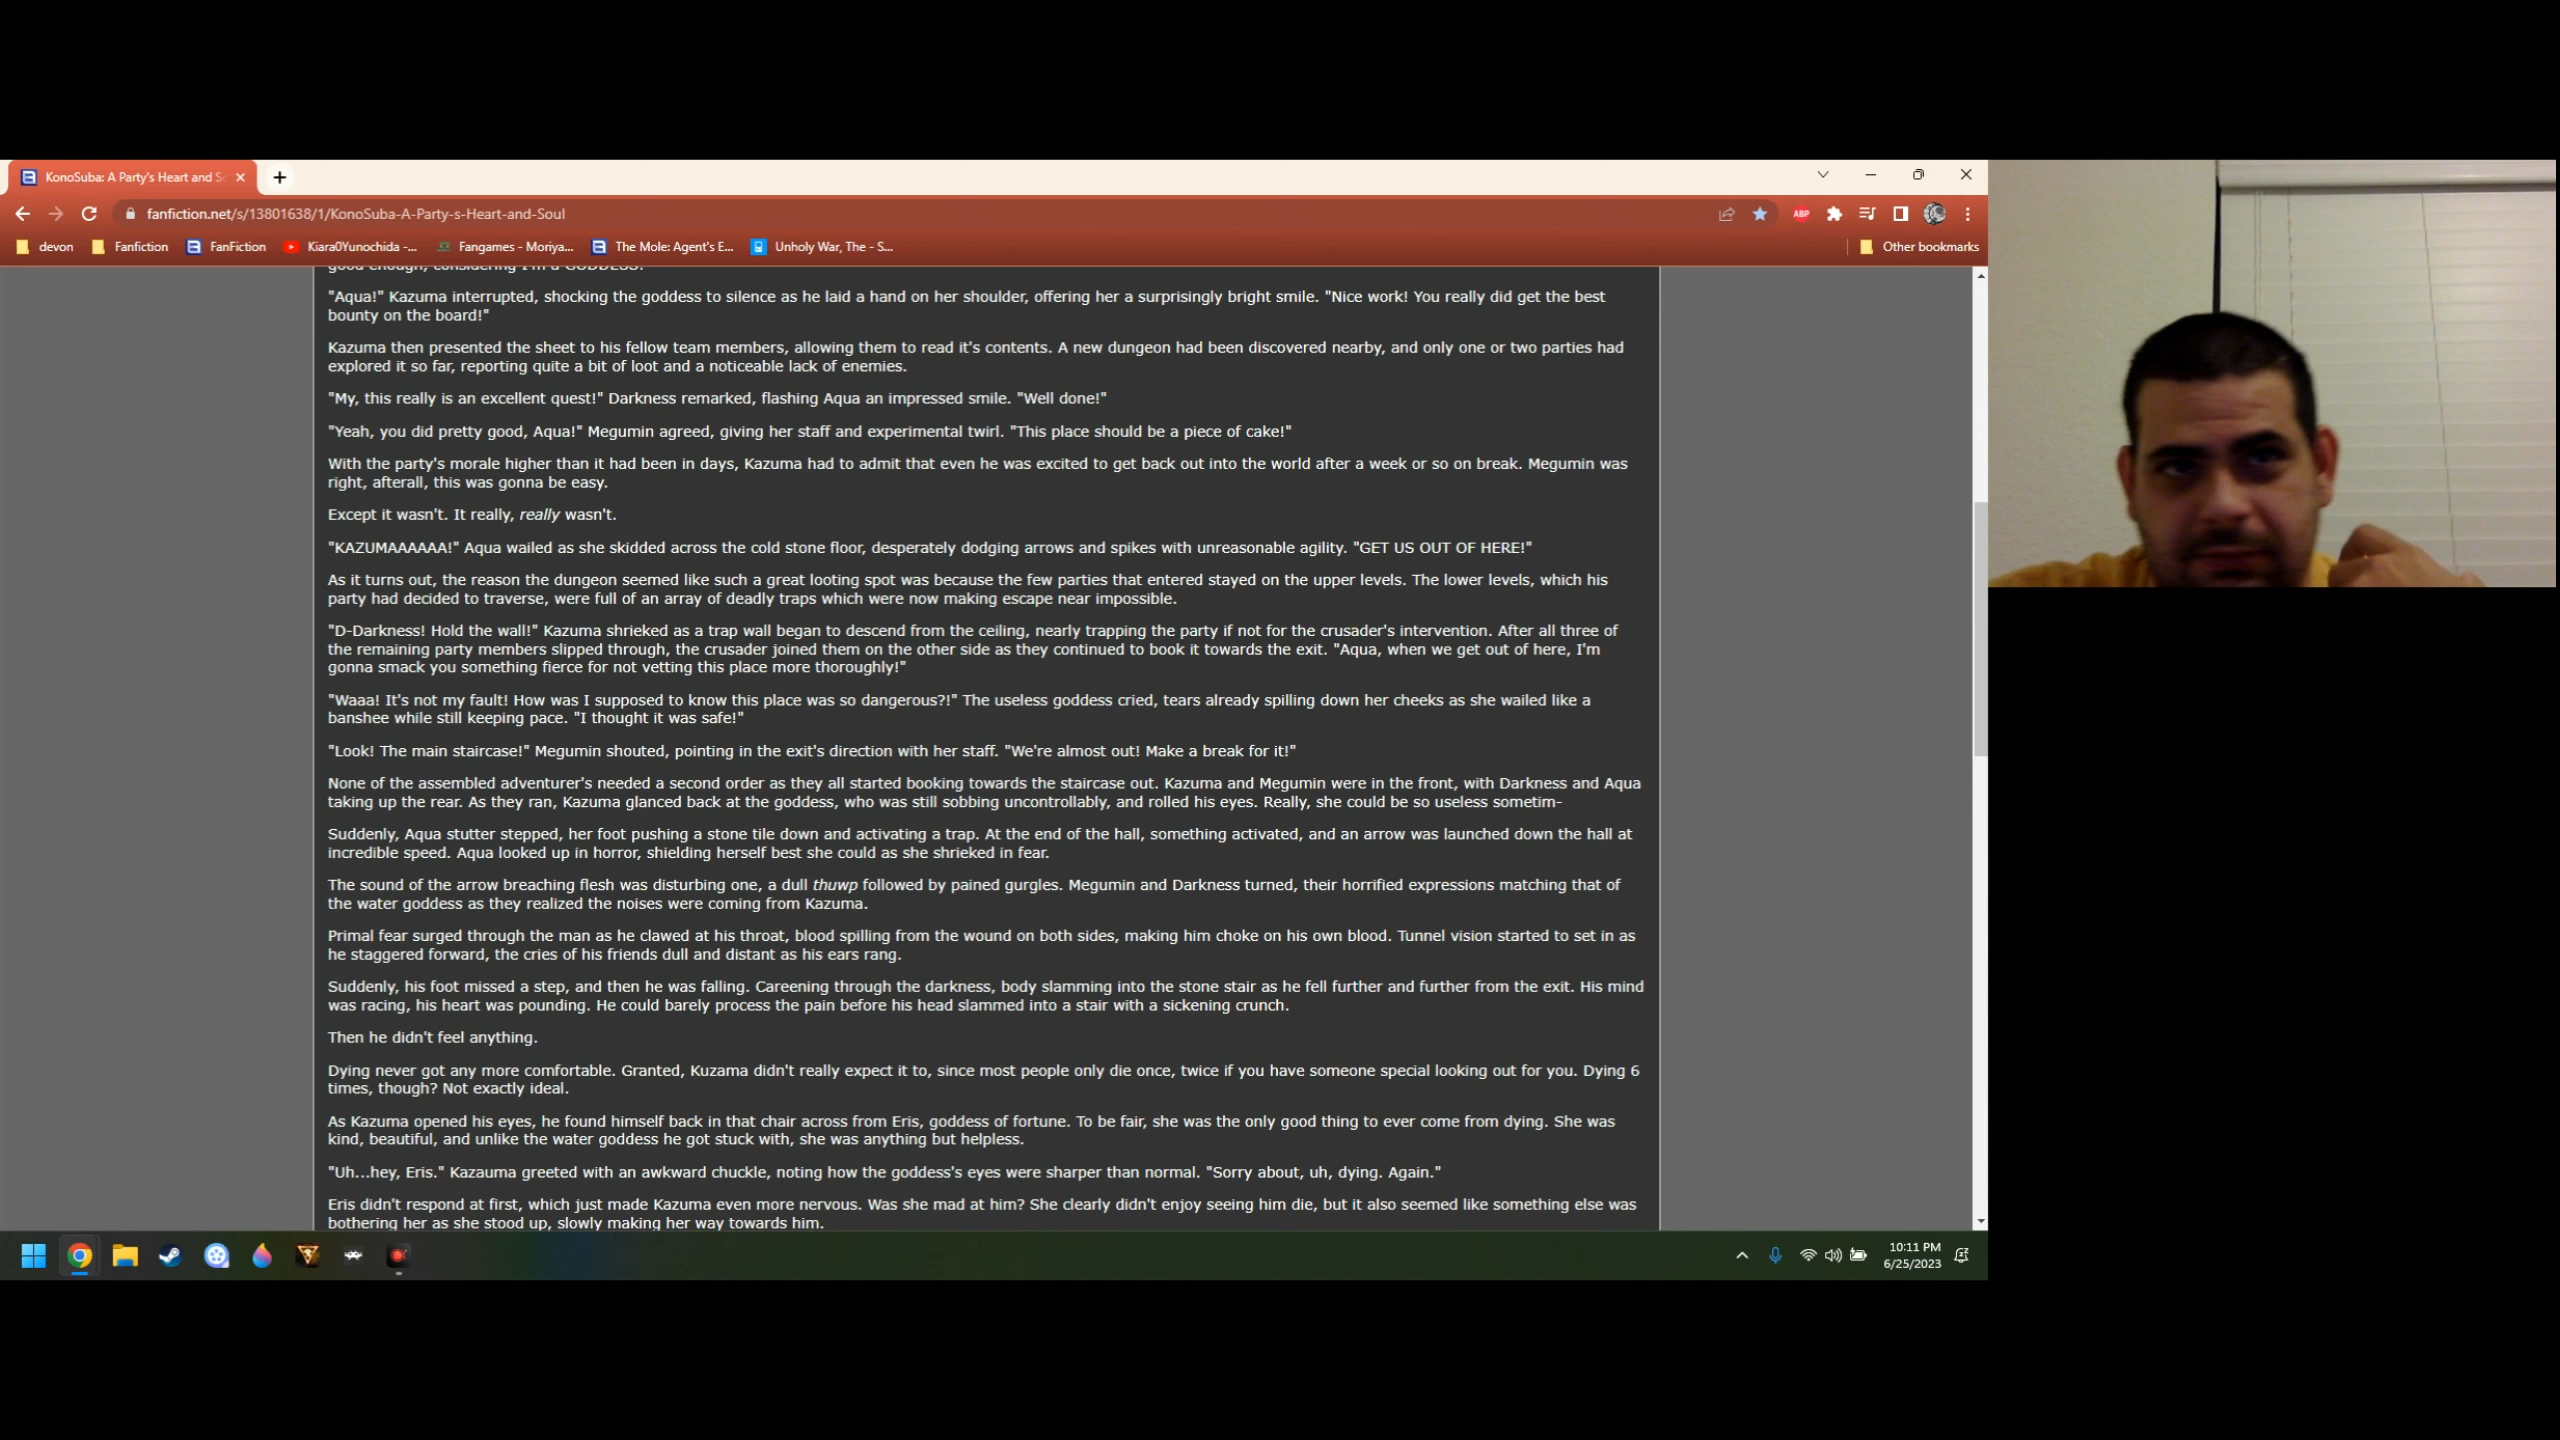 KonoSuba: A Party's Heart and S
fanfiction.net/s/13801638/1/KonoSuba-A-Party-s-Heart-and-Soul
ABP
devon
Fanfiction
FanFiction
Kiara0Yunochida -...
Fangames - Moriya...
The Mole: Agent's E...
Unholy War, The - S...
Other bookmarks
good enough, considering I'm a GODDESS!
"Aqua!" Kazuma interrupted, shocking the goddess to silence as he laid a hand on her shoulder, offering her a surprisingly bright smile. "Nice work! You really did get the best
bounty on the board!"
Kazuma then presented the sheet to his fellow team members, allowing them to read it's contents. A new dungeon had been discovered nearby, and only one or two parties had
explored it so far, reporting quite a bit of loot and a noticeable lack of enemies.
"My, this really is an excellent quest!" Darkness remarked, flashing Aqua an impressed smile. "Well done!"
"Yeah, you did pretty good, Aqua!" Megumin agreed, giving her staff and experimental twirl. "This place should be a piece of cake!"
With the party's morale higher than it had been in days, Kazuma had to admit that even he was excited to get back out into the world after a week or so on break. Megumin was
right, afterall, this was gonna be easy.
Except it wasn't. It really, really wasn't.
"KAZUMAAAAAA!" Aqua wailed as she skidded across the cold stone floor, desperately dodging arrows and spikes with unreasonable agility. "GET US OUT OF HERE!"
As it turns out, the reason the dungeon seemed like such a great looting spot was because the few parties that entered stayed on the upper levels. The lower levels, which his
party had decided to traverse, were full of an array of deadly traps which were now making escape near impossible.
"D-Darkness! Hold the wall!" Kazuma shrieked as a trap wall began to descend from the ceiling, nearly trapping the party if not for the crusader's intervention. After all three of
the remaining party members slipped through, the crusader joined them on the other side as they continued to book it towards the exit. "Aqua, when we get out of here, I'm
gonna smack you something fierce for not vetting this place more thoroughly!"
"Waaa! It's not my fault! How was I supposed to know this place was so dangerous?!" The useless goddess cried, tears already spilling down her cheeks as she wailed like a
banshee while still keeping pace. "I thought it was safe!"
"Look! The main staircase!" Megumin shouted, pointing in the exit's direction with her staff. "We're almost out! Make a break for it!"
None of the assembled adventurer's needed a second order as they all started booking towards the staircase out. Kazuma and Megumin were in the front, with Darkness and Aqua
taking up the rear. As they ran, Kazuma glanced back at the goddess, who was still sobbing uncontrollably, and rolled his eyes. Really, she could be so useless sometim-
Suddenly, Aqua stutter stepped, her foot pushing a stone tile down and activating a trap. At the end of the hall, something activated, and an arrow was launched down the hall at
incredible speed. Aqua looked up in horror, shielding herself best she could as she shrieked in fear.
The sound of the arrow breaching flesh was disturbing one, a dull thuwp followed by pained gurgles. Megumin and Darkness turned, their horrified expressions matching that of
the water goddess as they realized the noises were coming from Kazuma.
Primal fear surged through the man as he clawed at his throat, blood spilling from the wound on both sides, making him choke on his own blood. Tunnel vision started to set in as
he staggered forward, the cries of his friends dull and distant as his ears rang.
Suddenly, his foot missed a step, and then he was falling. Careening through the darkness, body slamming into the stone stair as he fell further and further from the exit. His mind
was racing, his heart was pounding. He could barely process the pain before his head slammed into a stair with a sickening crunch.
Then he didn't feel anything.
Dying never got any more comfortable. Granted, Kuzama didn't really expect it to, since most people only die once, twice if you have someone special looking out for you. Dying 6
times, though? Not exactly ideal.
As Kazuma opened his eyes, he found himself back in that chair across from Eris, goddess of fortune. To be fair, she was the only good thing to ever come from dying. She was
kind, beautiful, and unlike the water goddess he got stuck with, she was anything but helpless.
"Uh...hey, Eris." Kazauma greeted with an awkward chuckle, noting how the goddess's eyes were sharper than normal. "Sorry about, uh, dying. Again."
Eris didn't respond at first, which just made Kazuma even more nervous. Was she mad at him? She clearly didn't enjoy seeing him die, but it also seemed like something else was
bothering her as she stood up, slowly making her way towards him.
10:11 PM
6/25/2023